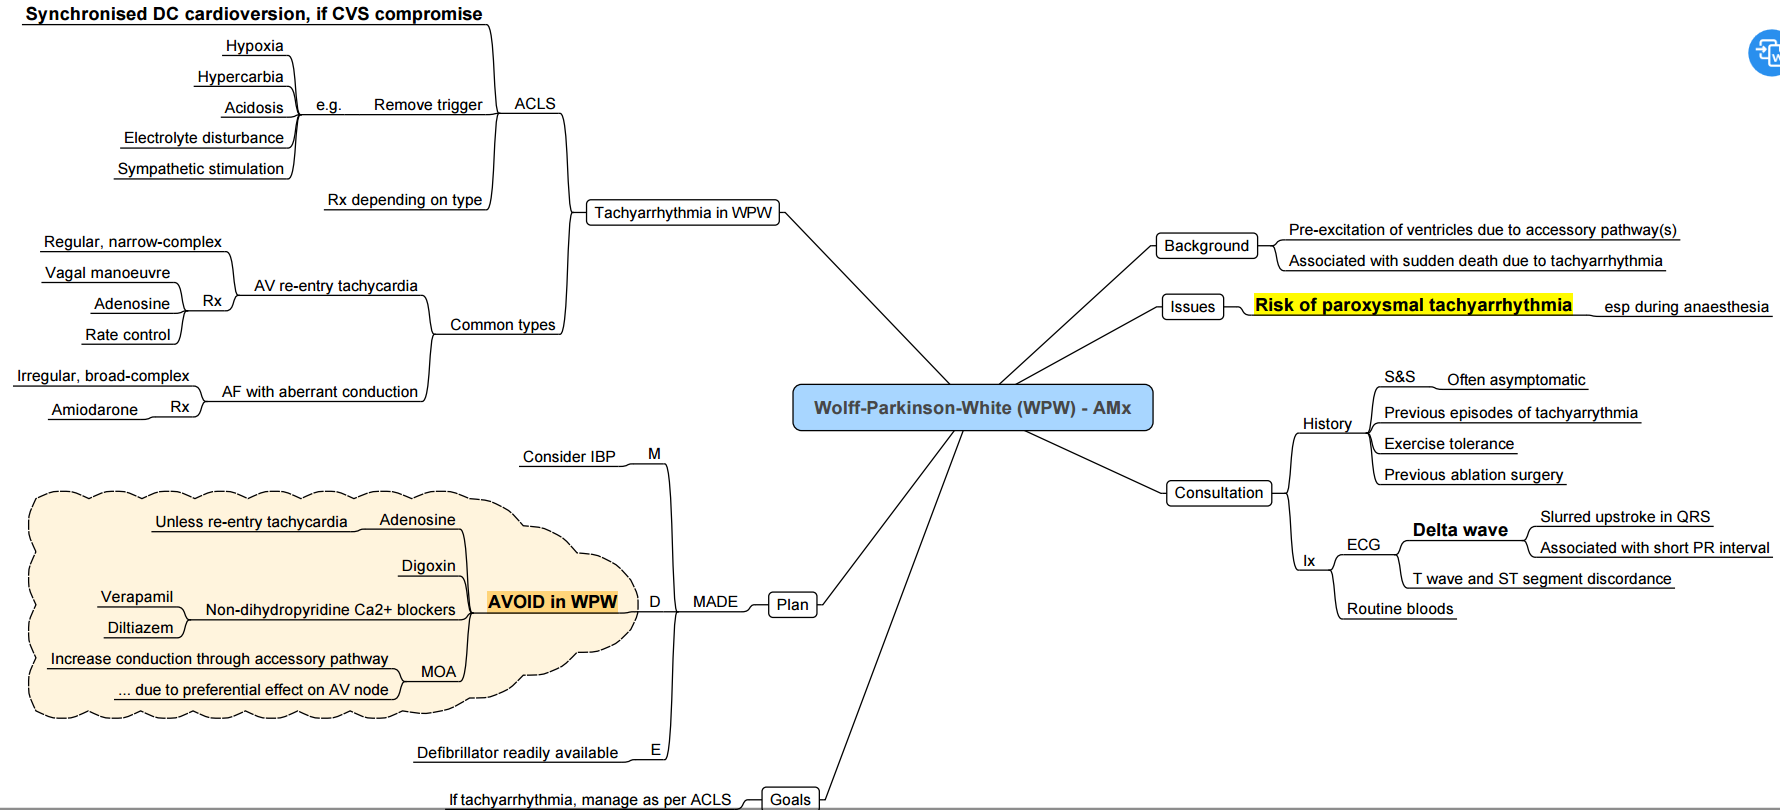 Wolff-Parkinson-White (WPW) - AMx
Background
Pre-excitation of ventricles due to accessory pathway(s)
Associated with sudden death due to tachyarrhythmia
Issues
Risk of paroxysmal tachyarrhythmia
esp during anaesthesia
Consultation
History
S&S
Often asymptomatic
Previous episodes of tachyarrythmia
Exercise tolerance
Previous ablation surgery
Ix
ECG
Delta wave
Slurred upstroke in QRS
Associated with short PR interval
T wave and ST segment discordance
Routine bloods
Goals
If tachyarrhythmia, manage as per ACLS
Plan
MADE
M
Consider IBP
D
AVOID in WPW
Adenosine
Unless re-entry tachycardia
Digoxin
Non-dihydropyridine Ca2+ blockers
Verapamil
Diltiazem
MOA
Increase conduction through accessory pathway
... due to preferential effect on AV node
E
Defibrillator readily available
Tachyarrhythmia in WPW
ACLS
Synchronised DC cardioversion, if CVS compromise
Remove trigger
e.g.
Hypoxia
Hypercarbia
Acidosis
Electrolyte disturbance
Sympathetic stimulation
Rx depending on type
Common types
AV re-entry tachycardia
Regular, narrow-complex
Rx
Vagal manoeuvre
Adenosine
Rate control
AF with aberrant conduction
Irregular, broad-complex
Rx
Amiodarone
W